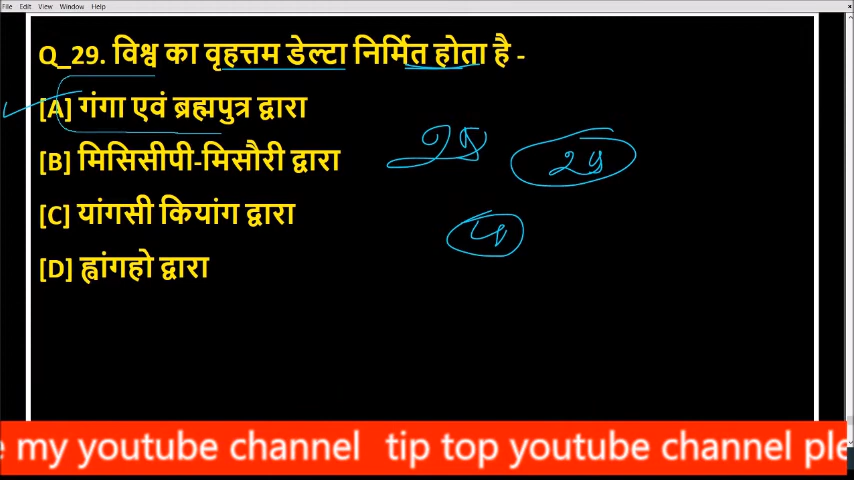 File Edit View Window Help
Q_29. विश्व का वृहत्तम डेल्टा निर्मित होता है -
[A] गंगा एवं ब्रह्मपुत्र द्वारा
[B] मिसिसीपी-मिसौरी द्वारा
[C] यांगसी कियांग द्वारा
[D] ह्वांगहो द्वारा
e my youtube channel tip top youtube channel ple